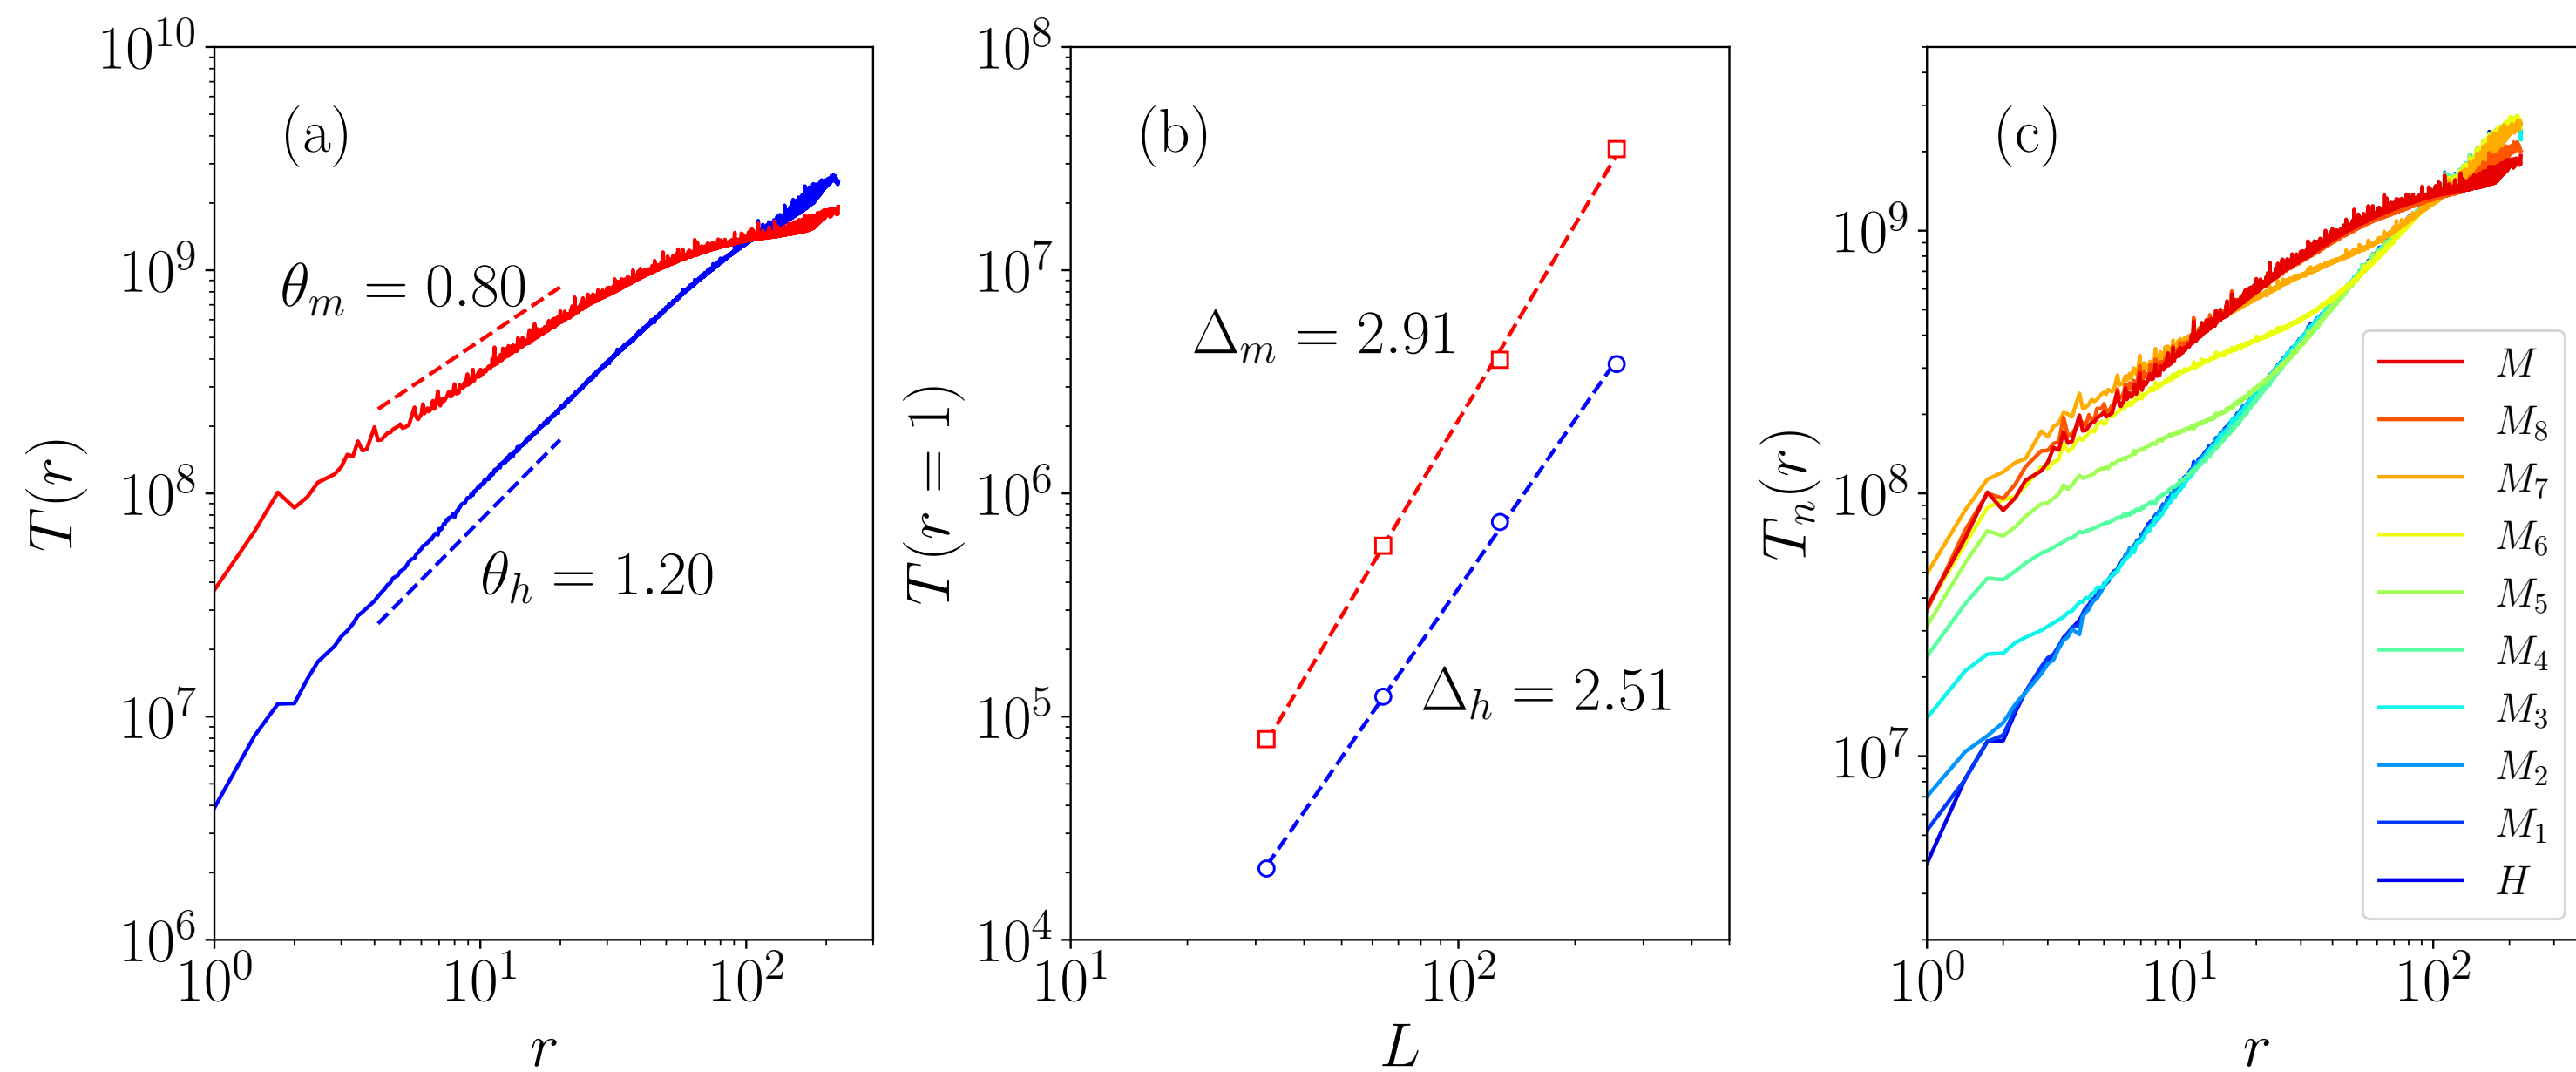 (a)
10^10
10^9
10^8
10^7
10^6
T(r)
θ_m = 0.80
θ_h = 1.20
10^0 10^1 10^2
r
(b)
10^8
10^7
10^6
10^5
10^4
T(r = 1)
Δ_m = 2.91
Δ_h = 2.51
10^1 10^2
L
(c)
10^9
10^8
10^7
T_n(r)
M
M_8
M_7
M_6
M_5
M_4
M_3
M_2
M_1
H
10^0 10^1 10^2
r